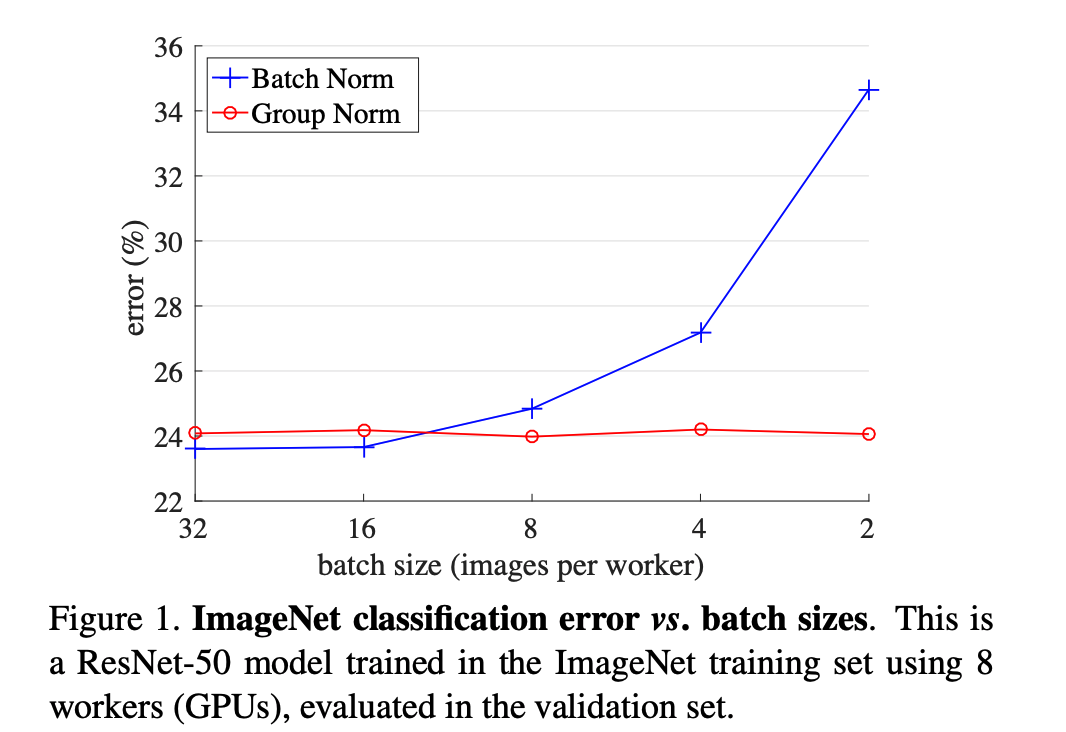 36
34
32
30
28
26
24
22
error (%)
Batch Norm
Group Norm
32 16 8 4 2
batch size (images per worker)
Figure 1. ImageNet classification error vs. batch sizes. This is
a ResNet-50 model trained in the ImageNet training set using 8
workers (GPUs), evaluated in the validation set.